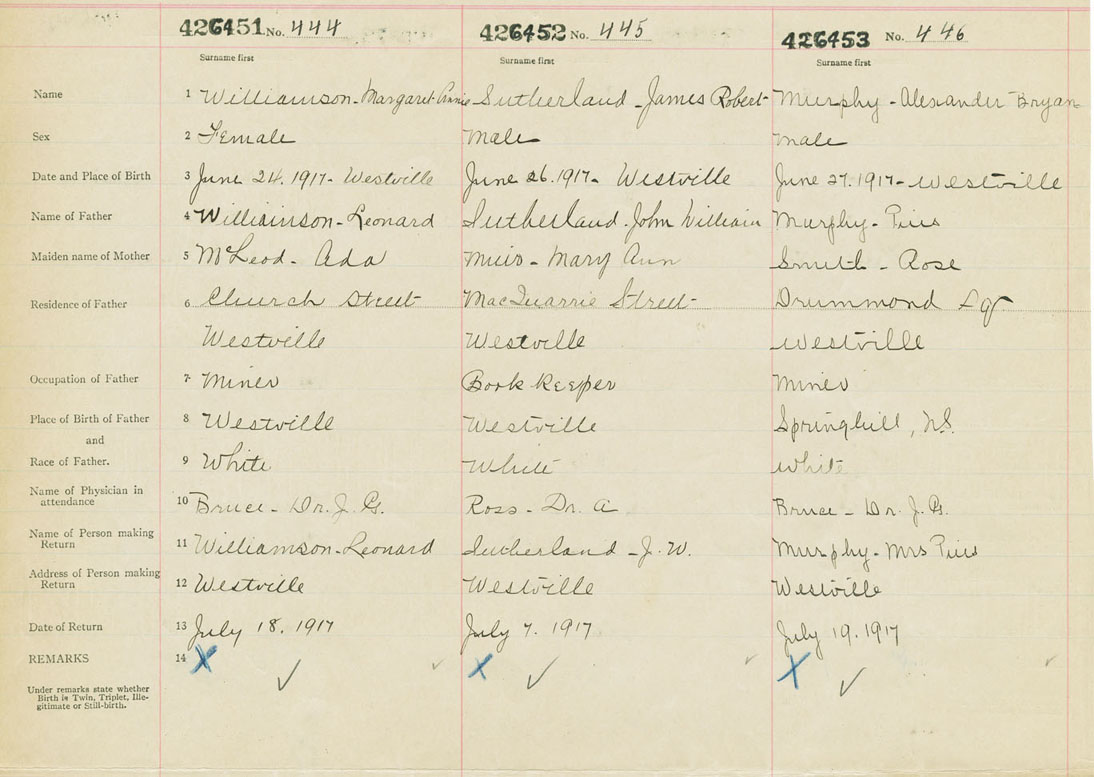 426451 No. 444 426452 No. 445 426453 No. 446
Surname first Surname first Surname first
Name 1 Williamson - Margaret Annie Sutherland - James Robert Murphy - Alexander Bryan
Sex 2 Female Male Male
Date and Place of Birth 3 June 24. 1917 - Westville June 26. 1917 - Westville June 27. 1917 - Westville
Name of Father 4 Williamson - Leonard Sutherland. John William Murphy - Pius
Maiden name of Mother 5 McLeod - Ada Muir - Mary Ann Smith - Rose
Residence of Father 6 Church Street MacQuarrie Street Drummond
Westville Westville Westville
Occupation of Father 7 Miner Book Keeper Miner
Place of Birth of Father 8 Westville Westville Springhill, N.S.
and
Race of Father. 9 White White White
Name of Physician in
attendance 10 Bruce - Dr. J. G. Ross - Dr. A Bruce - Dr. J. G.
Name of Person making
Return 11 Williamson - Leonard Sutherland - J. W. Murphy - Mrs Pius
Address of Person making
Return 12 Westville Westville Westville
Date of Return 13 July 18. 1917 July 7. 1917 July 19. 1917
REMARKS 14 X X X
Under remarks state whether
Birth is Twin, Triplet, Ille-
gitimate or Still-birth.